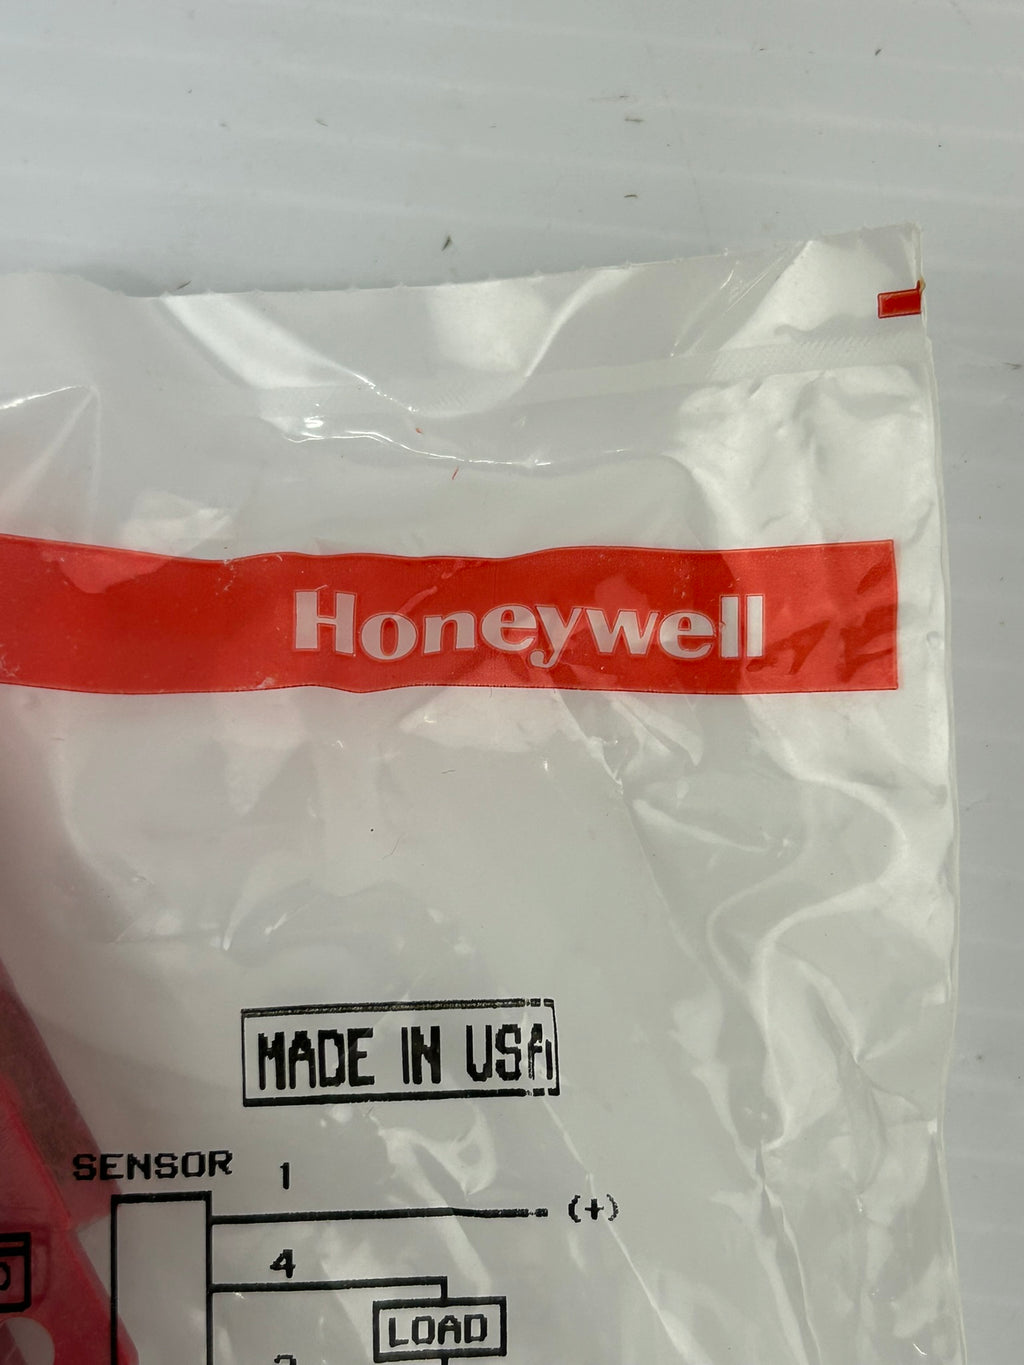 Honeywell
MADE IN USA
SENSOR
1
(+)
4
LOAD